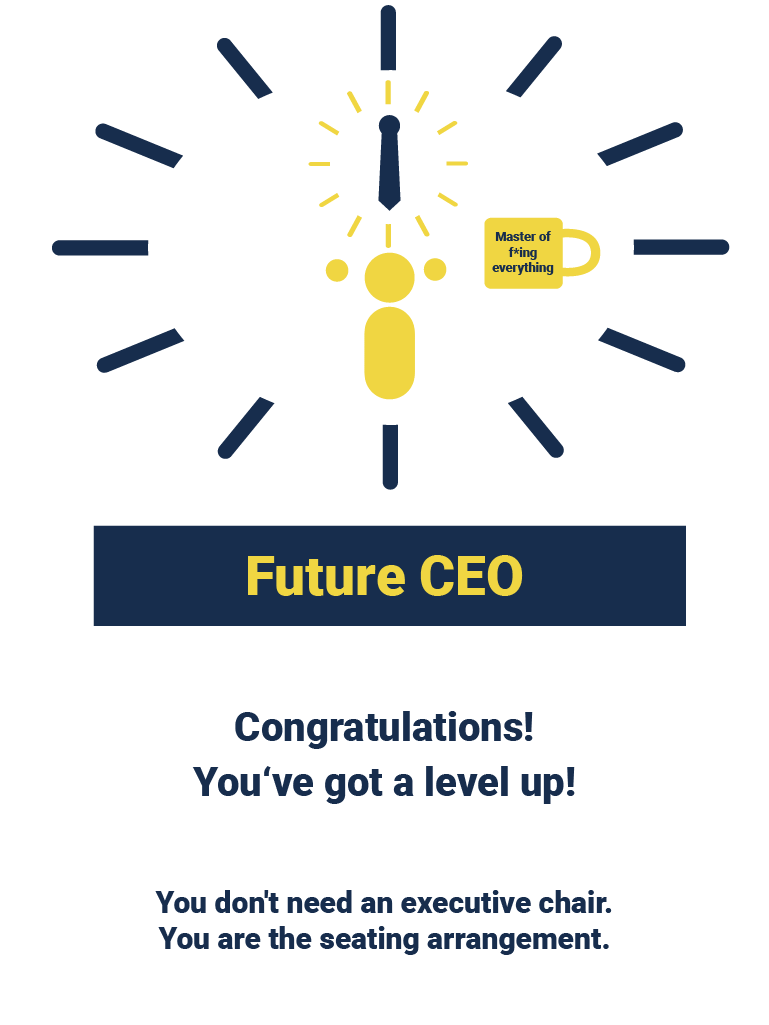 Master of
f*ing
everything
Future CEO
Congratulations!
You‘ve got a level up!
You don't need an executive chair.
You are the seating arrangement.